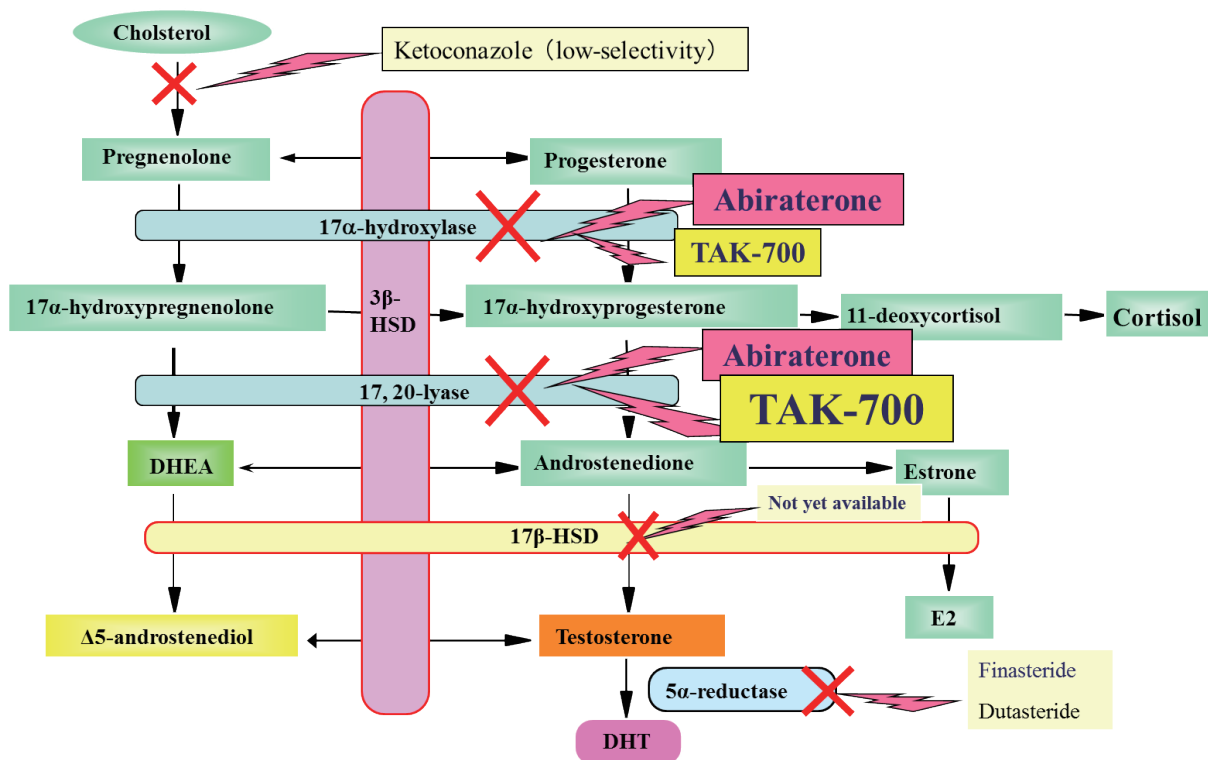 Cholsterol
Ketoconazole（low-selectivity）
Pregnenolone
Progesterone
Abiraterone
17α-hydroxylase
TAK-700
17α-hydroxypregnenolone
3β-
HSD
17α-hydroxyprogesterone
11-deoxycortisol
Cortisol
Abiraterone
17, 20-lyase
TAK-700
DHEA
Androstenedione
Estrone
Not yet available
17β-HSD
E2
Δ5-androstenediol
Testosterone
5α-reductase
Finasteride
Dutasteride
DHT